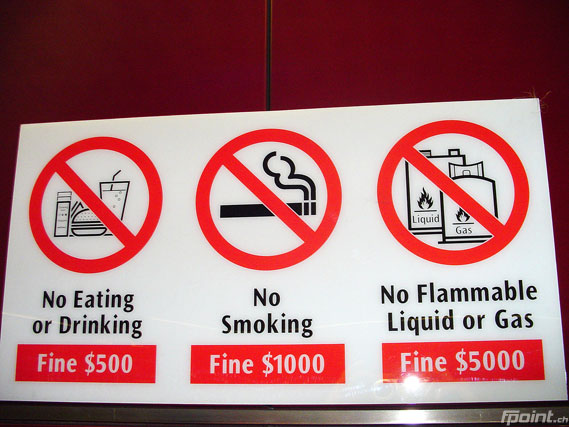 No Eating
or Drinking
Fine $500
No
Smoking
Fine $1000
Liquid
Gas
No Flammable
Liquid or Gas
Fine $5000
fpoint.ch